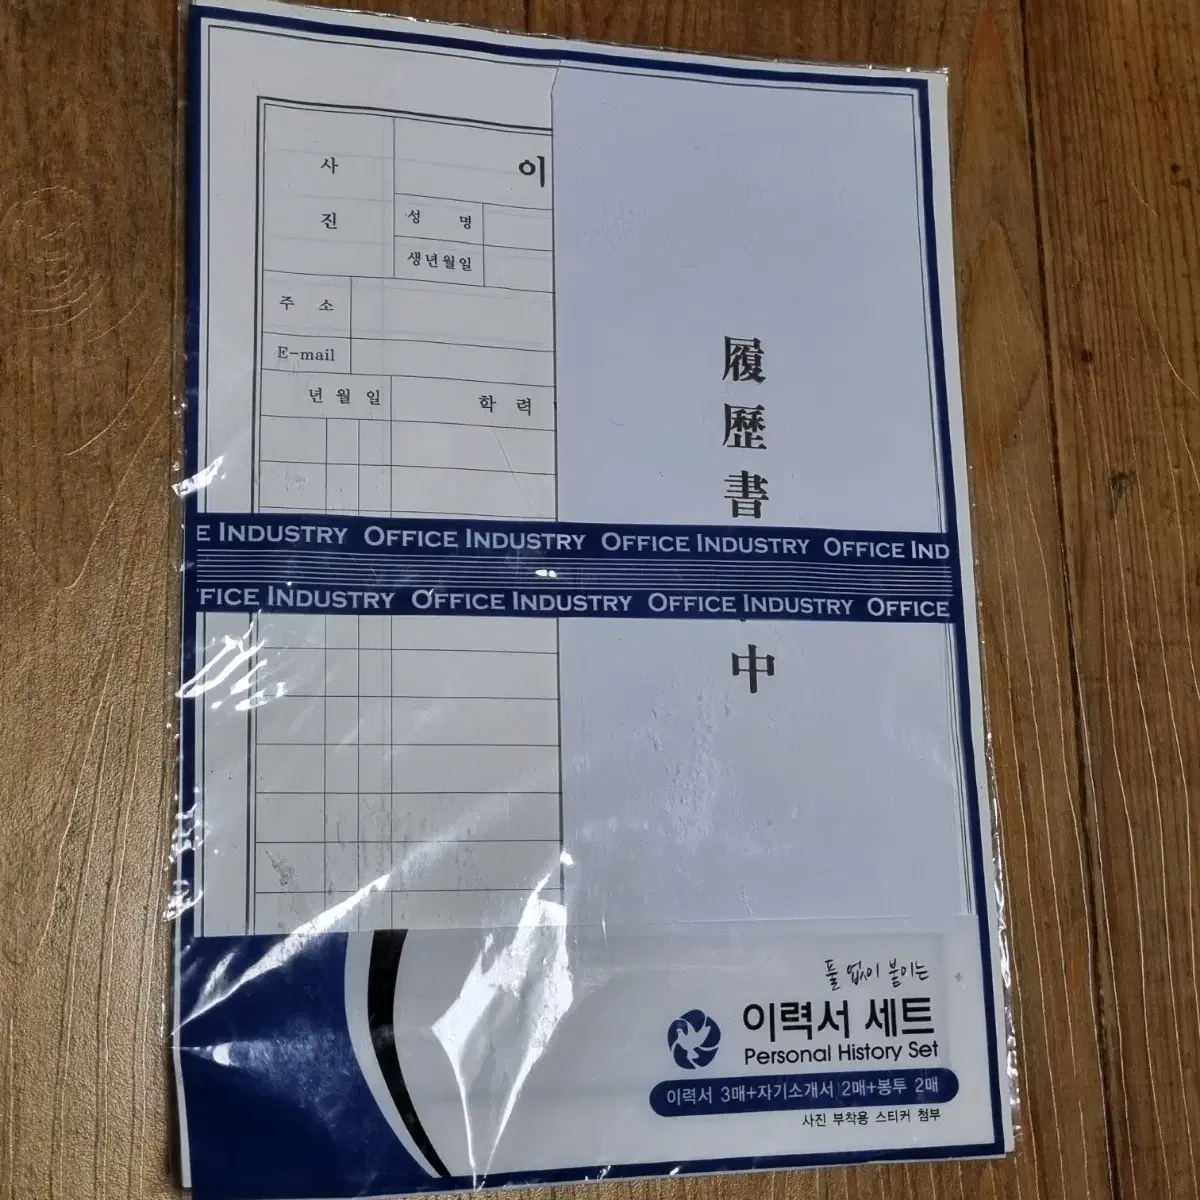 사 이
진
성 명
생년월일
주 소
E-mail
년 월 일 학 력
履
歷
書
中
E INDUSTRY OFFICE INDUSTRY OFFICE INDUSTRY OFFICE IND
FFICE INDUSTRY OFFICE INDUSTRY OFFICE INDUSTRY OFFICE
풀 없이 붙이는
이력서 세트
Personal History Set
이력서 3매+자기소개서 2매+봉투 2매
사진 부착용 스티커 첨부